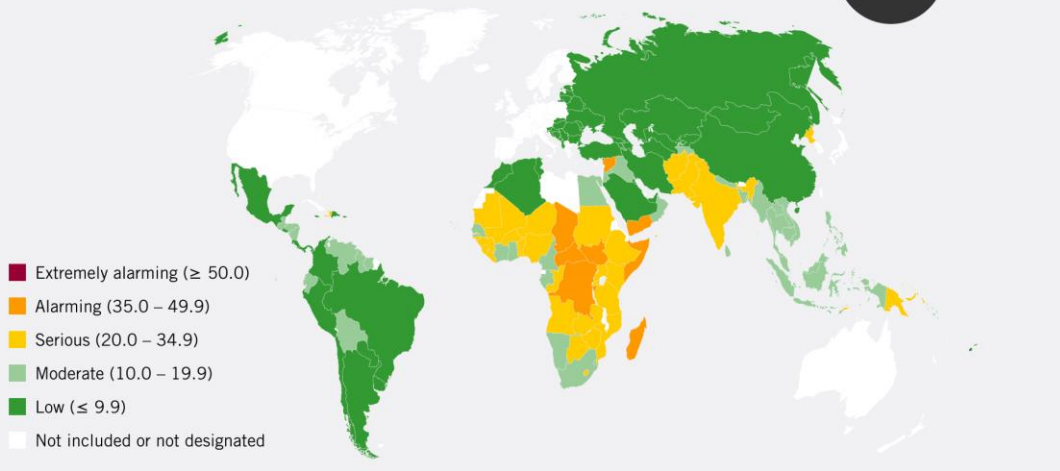 Extremely alarming (≥ 50.0)
Alarming (35.0 – 49.9)
Serious (20.0 – 34.9)
Moderate (10.0 – 19.9)
Low (≤ 9.9)
Not included or not designated